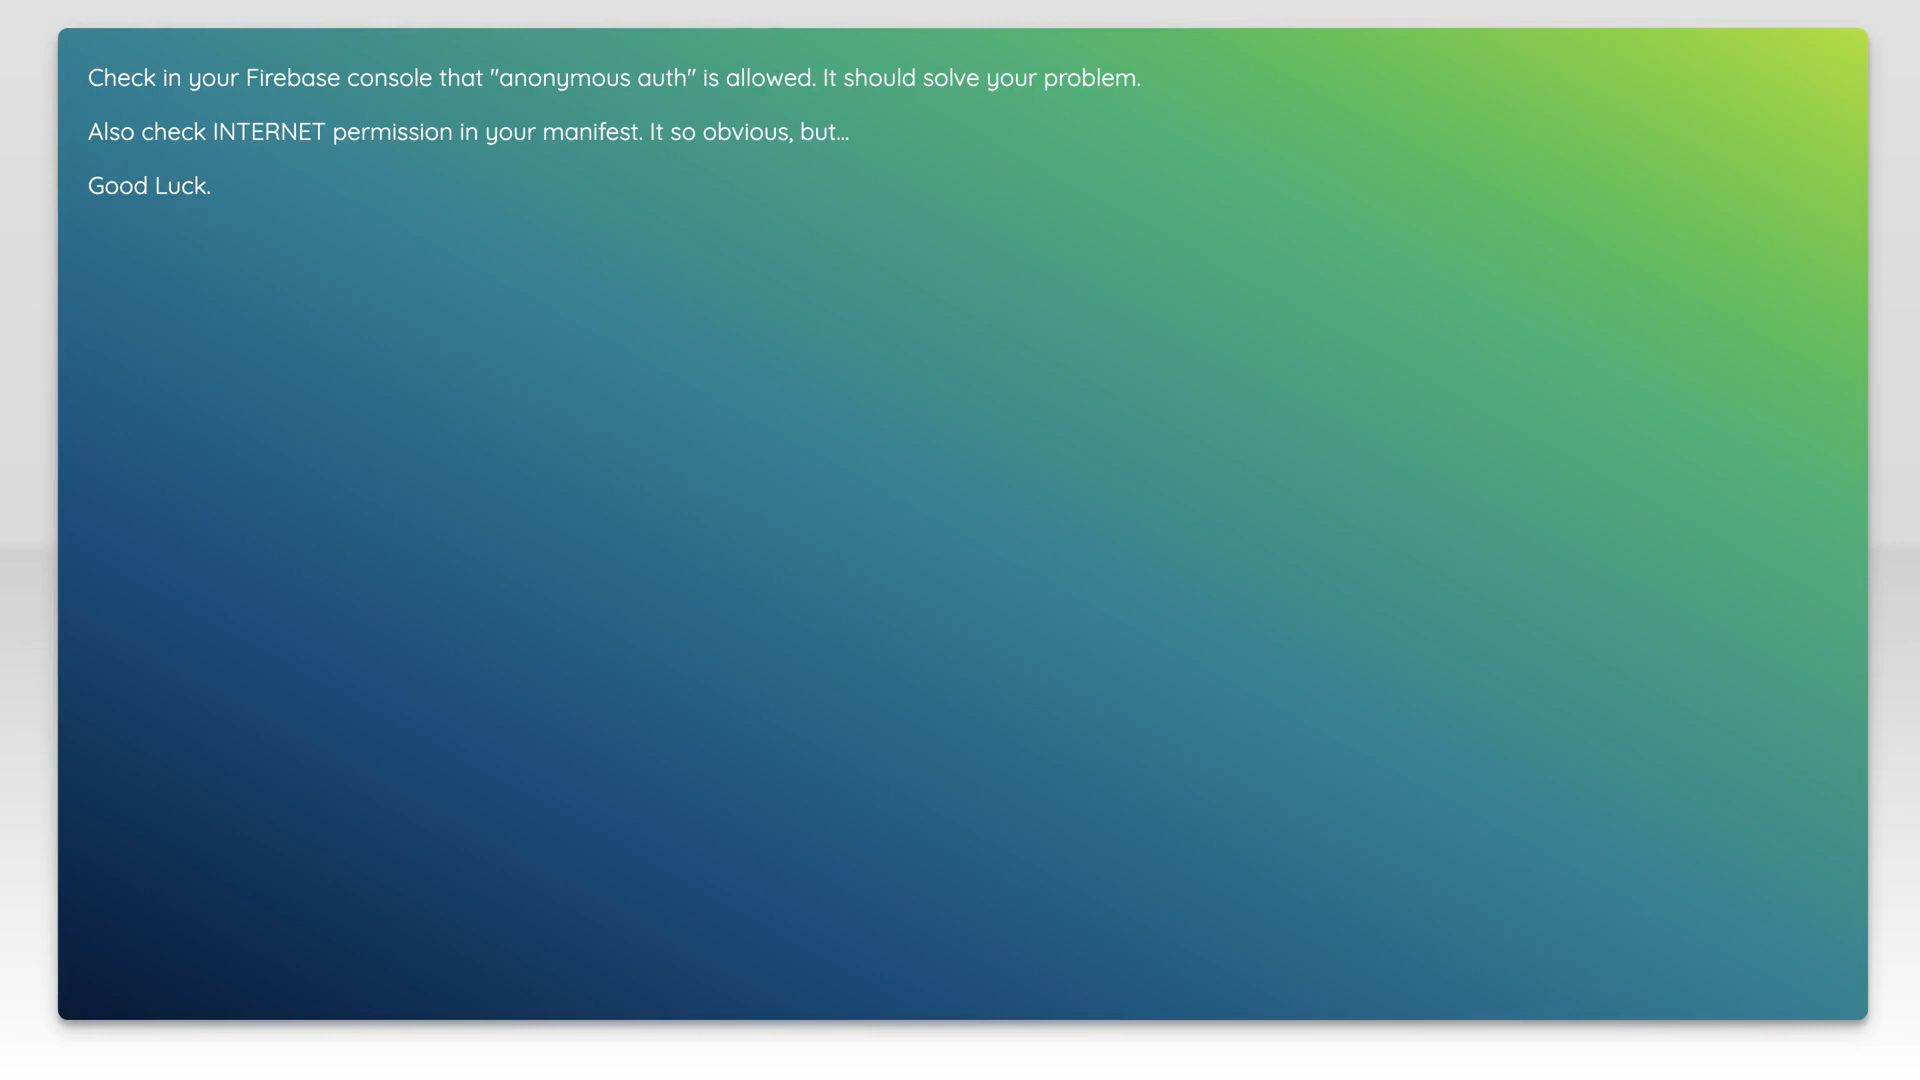 Check in your Firebase console that "anonymous auth" is allowed. It should solve your problem.
Also check INTERNET permission in your manifest. It so obvious, but...
Good Luck.